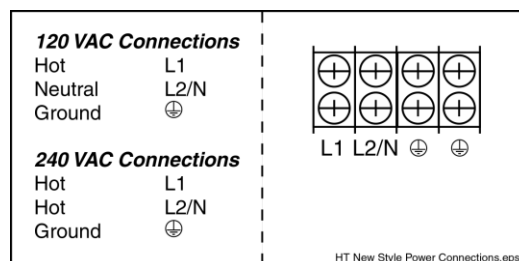 120 VAC Connections
Hot L1
Neutral L2/N
Ground ⏚
240 VAC Connections
Hot L1
Hot L2/N
Ground ⏚
L1 L2/N ⏚ ⏚
HT New Style Power Connections.eps